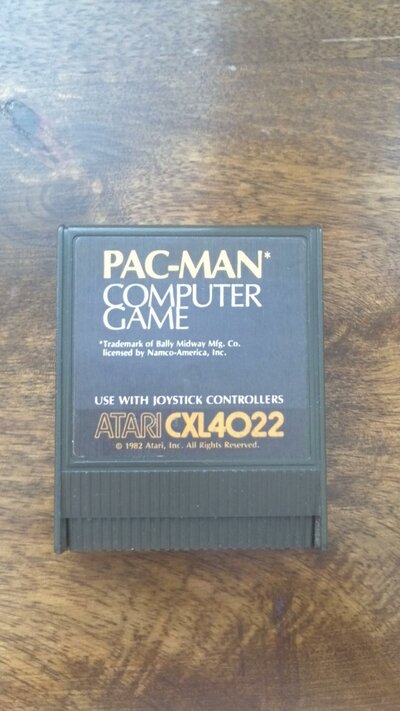 PAC-MAN*
COMPUTER
GAME
*Trademark of Bally Midway Mfg. Co.
licensed by Namco-America, Inc.
USE WITH JOYSTICK CONTROLLERS
ATARI CXL4022
© 1982 Atari, Inc. All Rights Reserved.